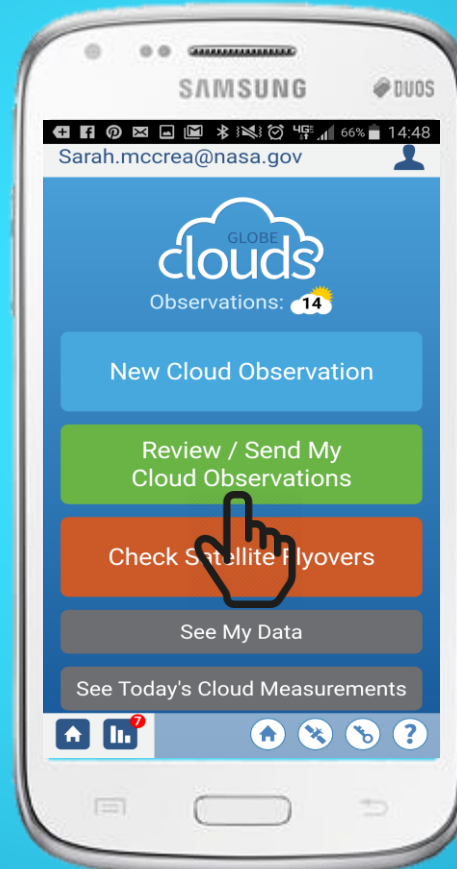 SAMSUNG
DUOS
4G 66% 14:48
Sarah.mccrea@nasa.gov
GLOBE
clouds
Observations: 14
New Cloud Observation
Review / Send My
Cloud Observations
Check Satellite Flyovers
See My Data
See Today's Cloud Measurements
7
?